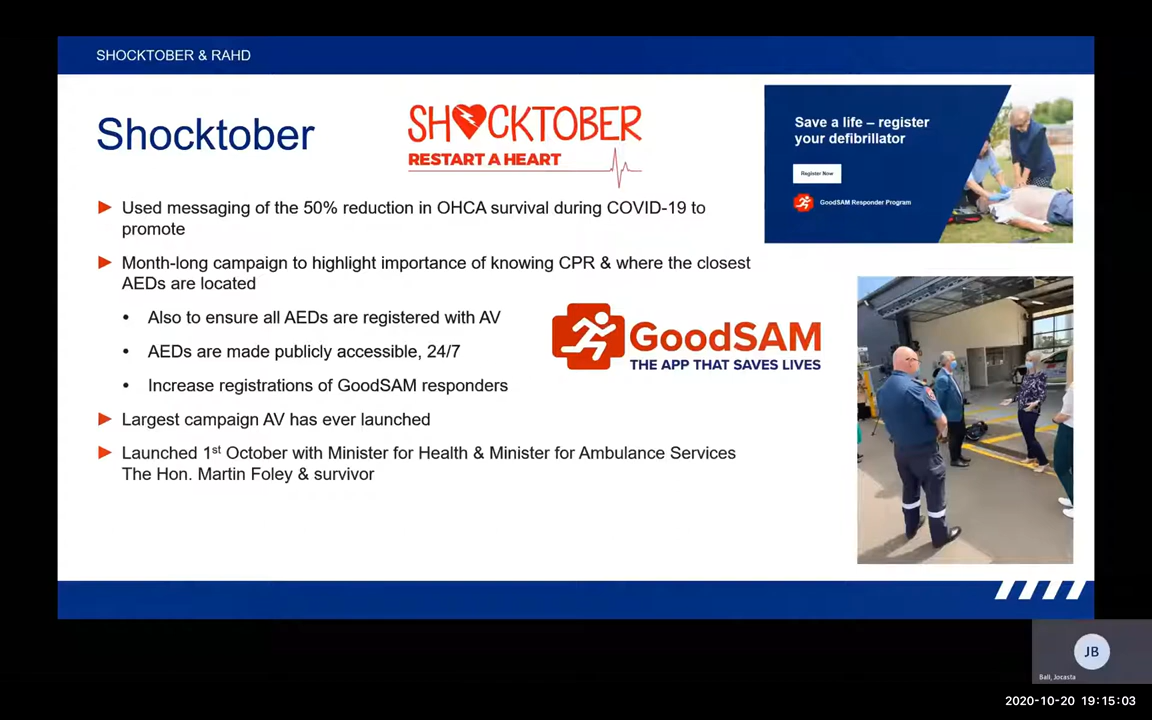 SHOCKTOBER & RAHD
Shocktober
SHOCKTOBER
RESTART A HEART
Save a life – register
your defibrillator
Register Now
GoodSAM Responder Program
Used messaging of the 50% reduction in OHCA survival during COVID-19 to
promote
Month-long campaign to highlight importance of knowing CPR & where the closest
AEDs are located
• Also to ensure all AEDs are registered with AV
• AEDs are made publicly accessible, 24/7
• Increase registrations of GoodSAM responders
GoodSAM
THE APP THAT SAVES LIVES
Largest campaign AV has ever launched
Launched 1st October with Minister for Health & Minister for Ambulance Services
The Hon. Martin Foley & survivor
JB
Ball, Jocasta
2020-10-20 19:15:03